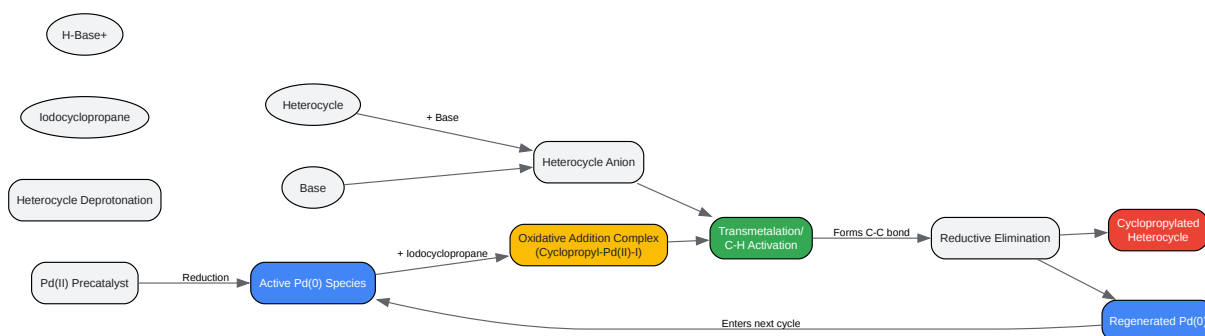 H-Base+
Iodocyclopropane
Heterocycle
+ Base
Heterocycle Anion
Base
Heterocycle Deprotonation
Transmetalation/
C-H Activation
Forms C-C bond
Reductive Elimination
Cyclopropylated
Heterocycle
Oxidative Addition Complex
(Cyclopropyl-Pd(II)-I)
+ Iodocyclopropane
Pd(II) Precatalyst
Reduction
Active Pd(0) Species
Enters next cycle
Regenerated Pd(0)